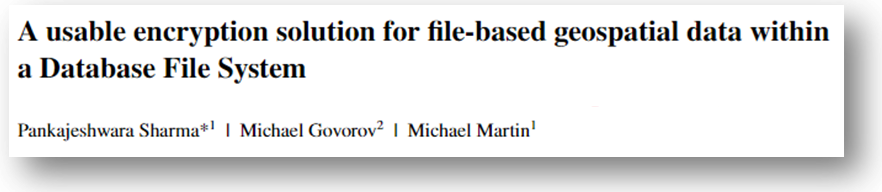 A usable encryption solution for file-based geospatial data within
a Database File System
Pankajeshwara Sharma*¹ | Michael Govorov² | Michael Martin¹